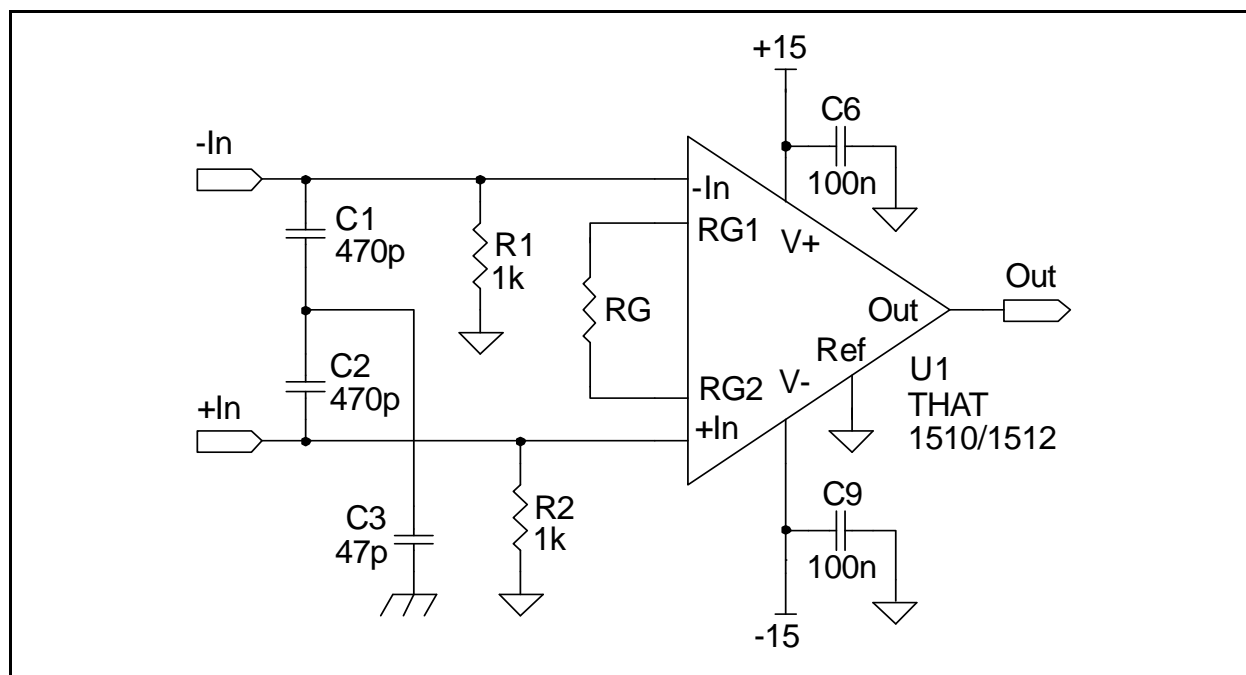 +15
C6
100n
-In
C1
470p
R1
1k
-In
RG1
V+
RG
Out
Out
Ref
C2
470p
RG2
V-
U1
THAT
1510/1512
+In
+In
C3
47p
R2
1k
C9
100n
-15